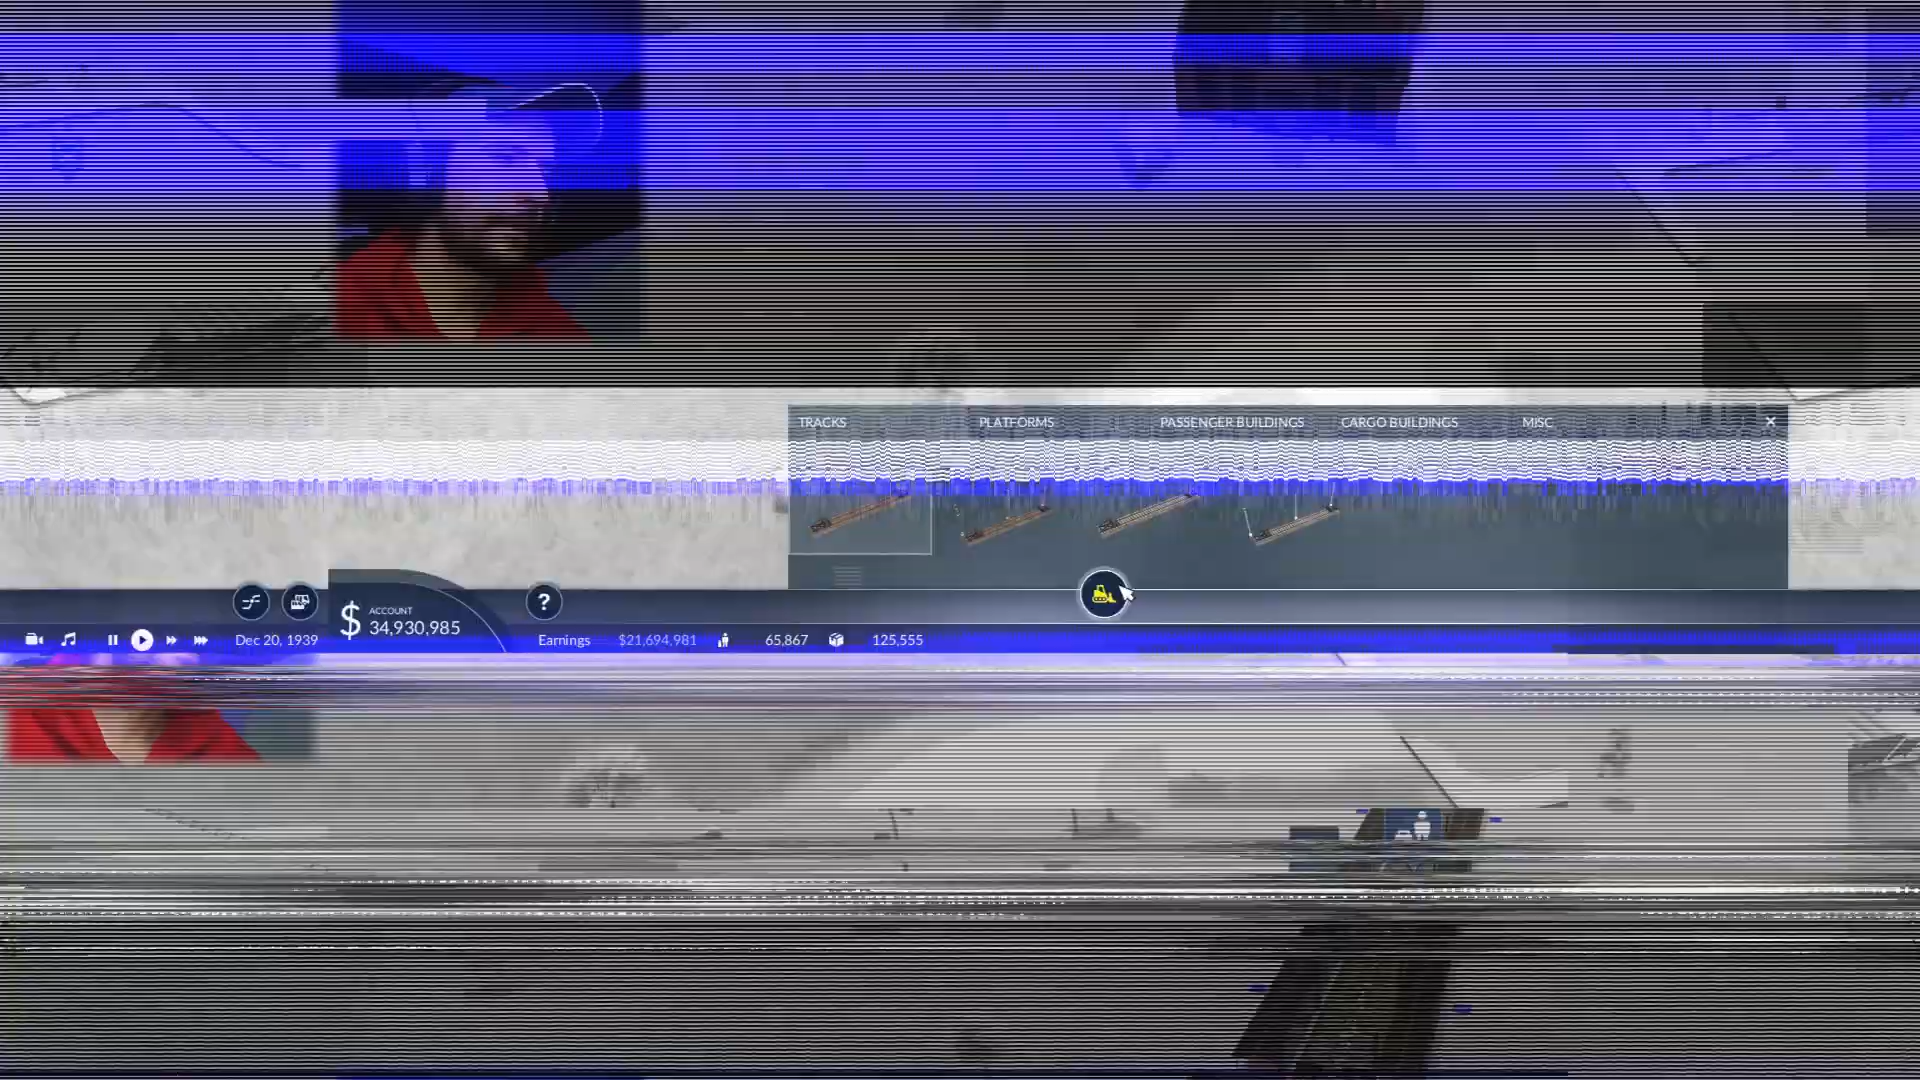 TRACKS PLATFORMS PASSENGER BUILDINGS CARGO BUILDINGS MISC
ACCOUNT
$ 34,930,985
?
Dec 20, 1939
Earnings $21,694,981 65,867 125,555